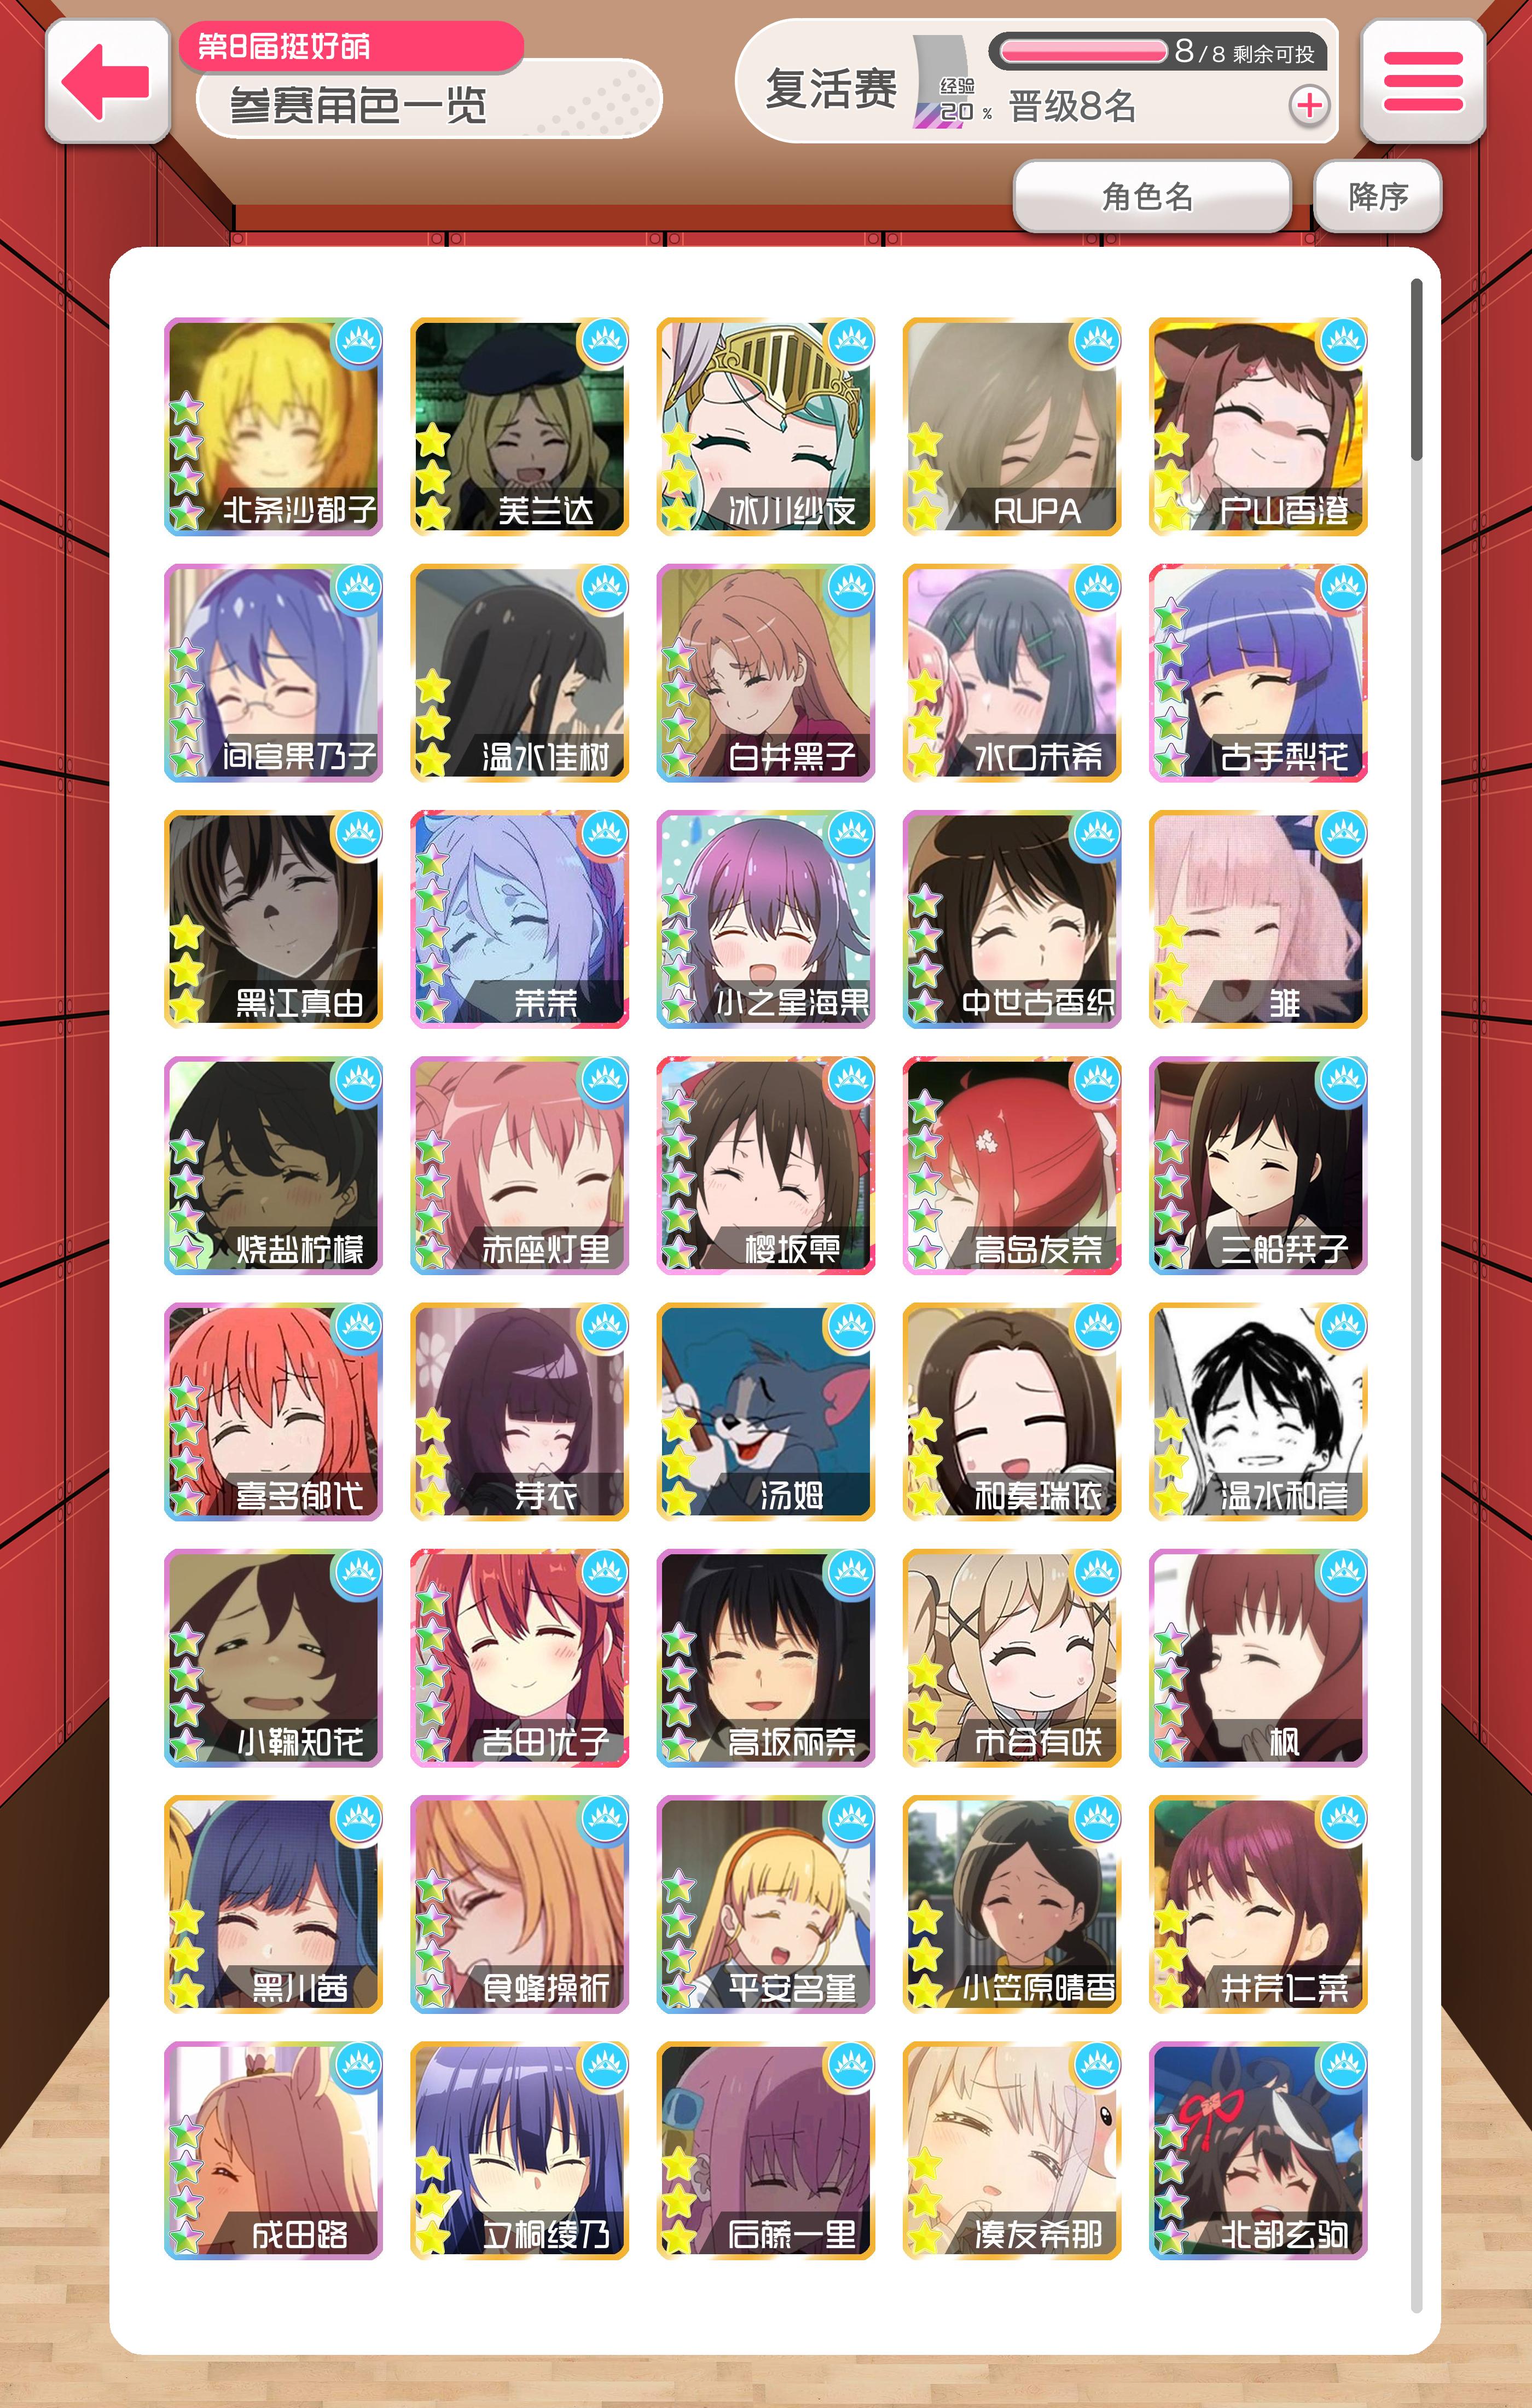 第8届挺好萌
参赛角色一览
复活赛
经验
20 %
8/8 剩余可投
晋级8名
角色名
降序
北条沙都子
芙兰达
冰川纱夜
RUPA
户山香澄
间宫果乃子
温水佳树
白井黑子
水口未希
古手梨花
黑江真由
茉茉
小之星海果
中世古香织
雏
烧盐柠檬
赤座灯里
樱坂雫
高岛友奈
三船栞子
喜多郁代
芽衣
汤姆
和奏瑞依
温水和彦
小鞠知花
吉田优子
高坂丽奈
市谷有咲
枫
黑川茜
食蜂操祈
平安名堇
小笠原晴香
井芹仁菜
成田路
立桐绫乃
后藤一里
凑友希那
北部玄驹